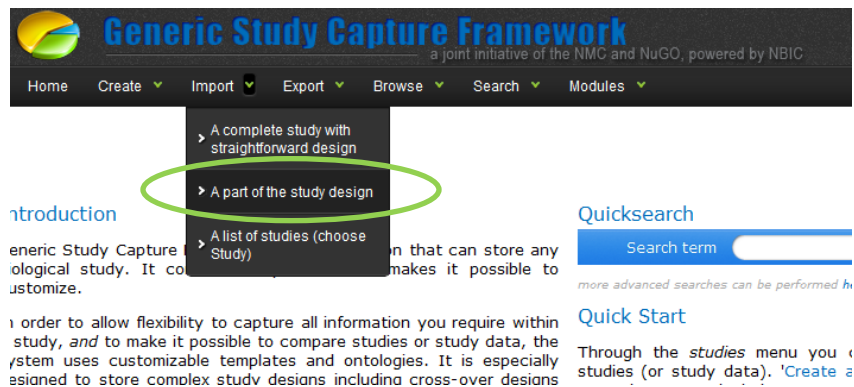 Generic Study Capture Framework
a joint initiative of the NMC and NuGO, powered by NBIC
Home Create Import Export Browse Search Modules
A complete study with
straightforward design
A part of the study design
A list of studies (choose
Study)
ntroduction
eneric Study Capture on that can store any
iological study. It makes it possible to
ustomize.
order to allow flexibility to capture all information you require within
study, and to make it possible to compare studies or study data, the
ystem uses customizable templates and ontologies. It is especially
esigned to store complex study designs including cross-over designs
Quicksearch
Search term
more advanced searches can be performed
Quick Start
Through the studies menu you
studies (or study data). 'Create a